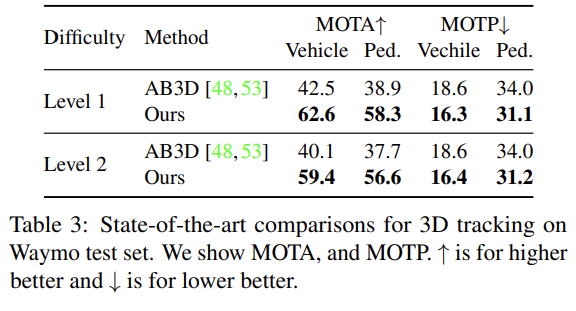 Difficulty Method MOTA↑ MOTP↓
Vehicle Ped. Vechile Ped.
Level 1 AB3D [48,53] 42.5 38.9 18.6 34.0
Ours 62.6 58.3 16.3 31.1
Level 2 AB3D [48,53] 40.1 37.7 18.6 34.0
Ours 59.4 56.6 16.4 31.2
Table 3: State-of-the-art comparisons for 3D tracking on
Waymo test set. We show MOTA, and MOTP. ↑ is for higher
better and ↓ is for lower better.